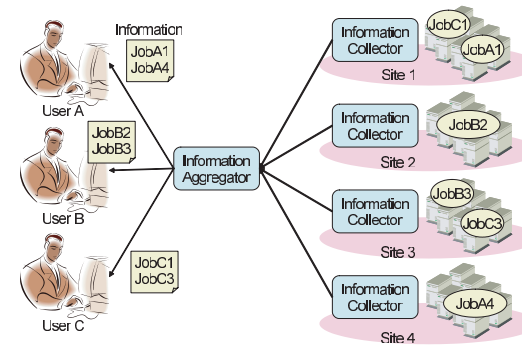 Information
JobA1
JobA4
User A
JobB2
JobB3
User B
JobC1
JobC3
User C
Information
Aggregator
Information
Collector
JobC1
JobA1
Site 1
Information
Collector
JobB2
Site 2
Information
Collector
JobB3
JobC3
Site 3
Information
Collector
JobA4
Site 4